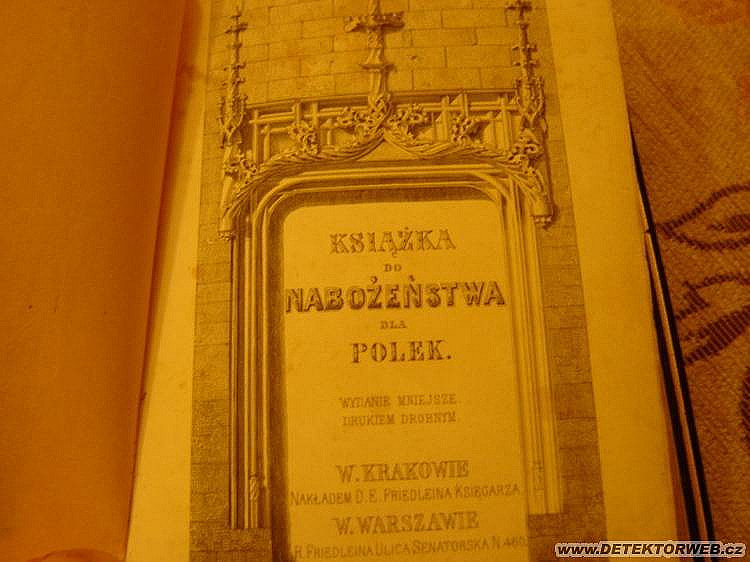 KSIĄŻKA
DO
NABOŻEŃSTWA
DLA
POLEK.
WYDANIE MNIEJSZE
DRUKIEM DROBNYM.
W. KRAKOWIE
NAKŁADEM D. E. FRIEDLEINA KSIĘGARZA.
W. WARSZAWIE
R. FRIEDLEINA ULICA SENATORSKA N. 460.
www.DETEKTORWEB.cz